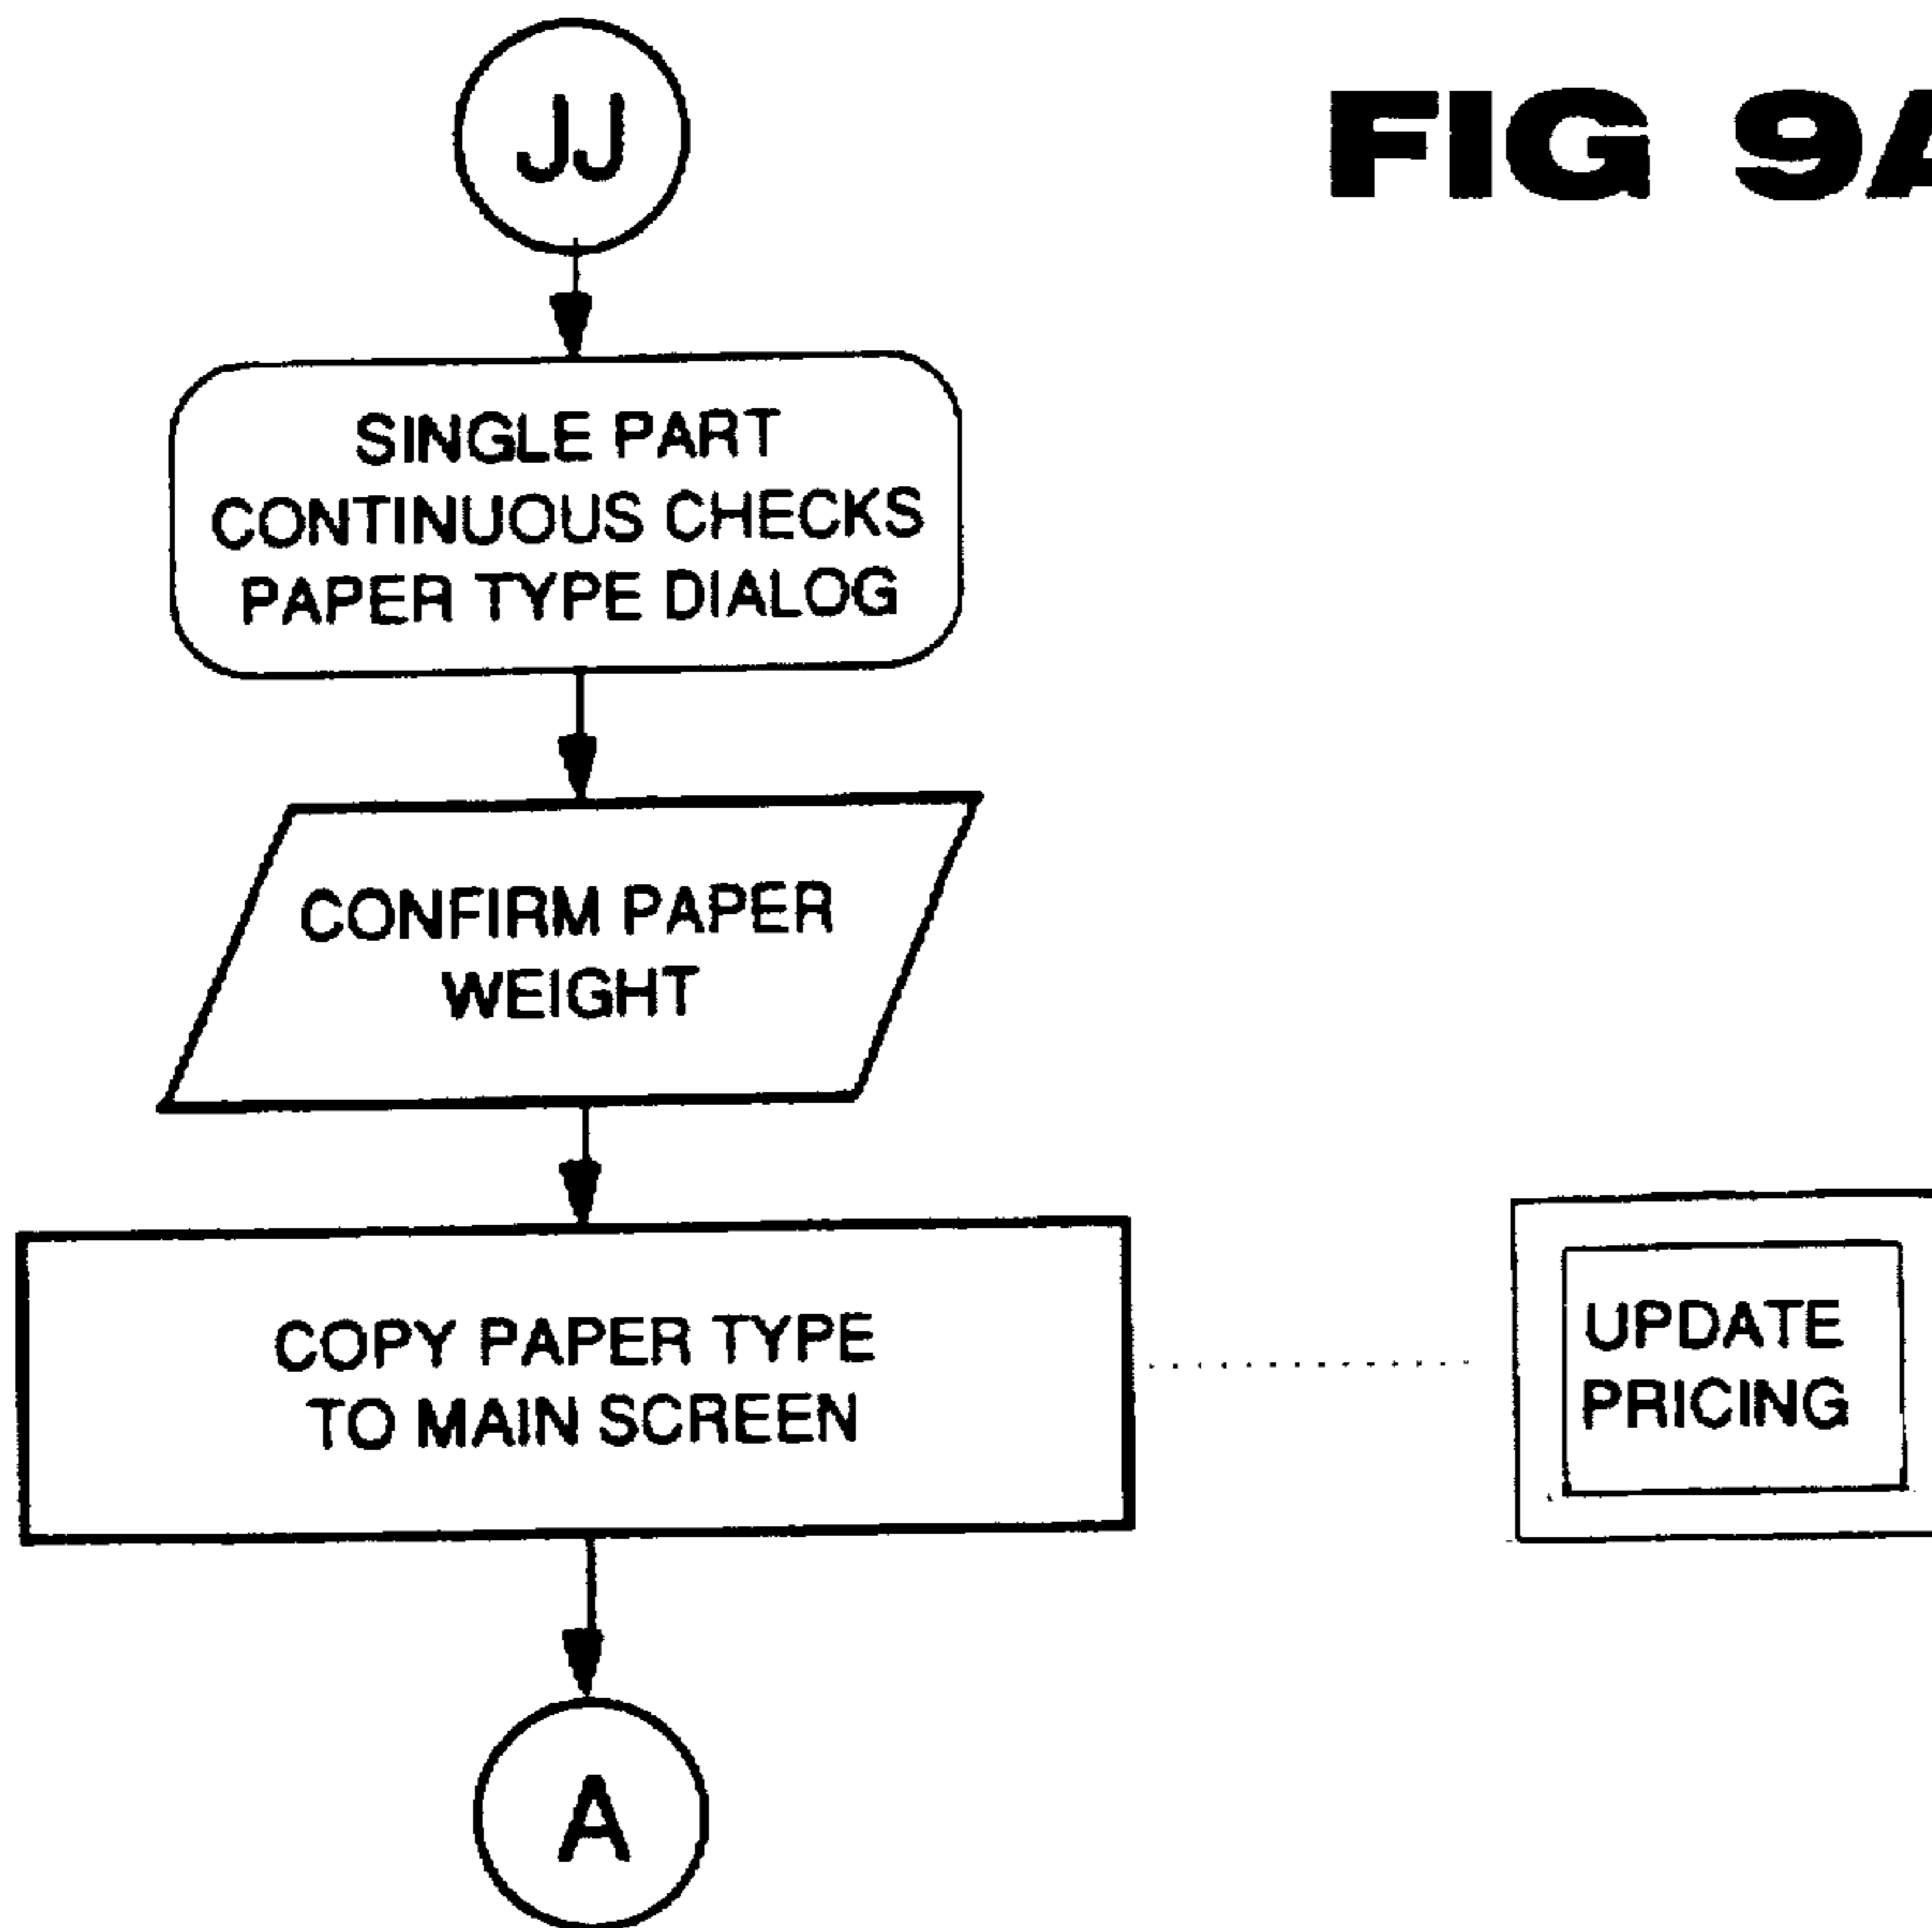 JJ
FIG 9A
SINGLE PART
CONTINUOUS CHECKS
PAPER TYPE DIALOG
CONFIRM PAPER
WEIGHT
COPY PAPER TYPE
TO MAIN SCREEN
UPDATE
PRICING
A